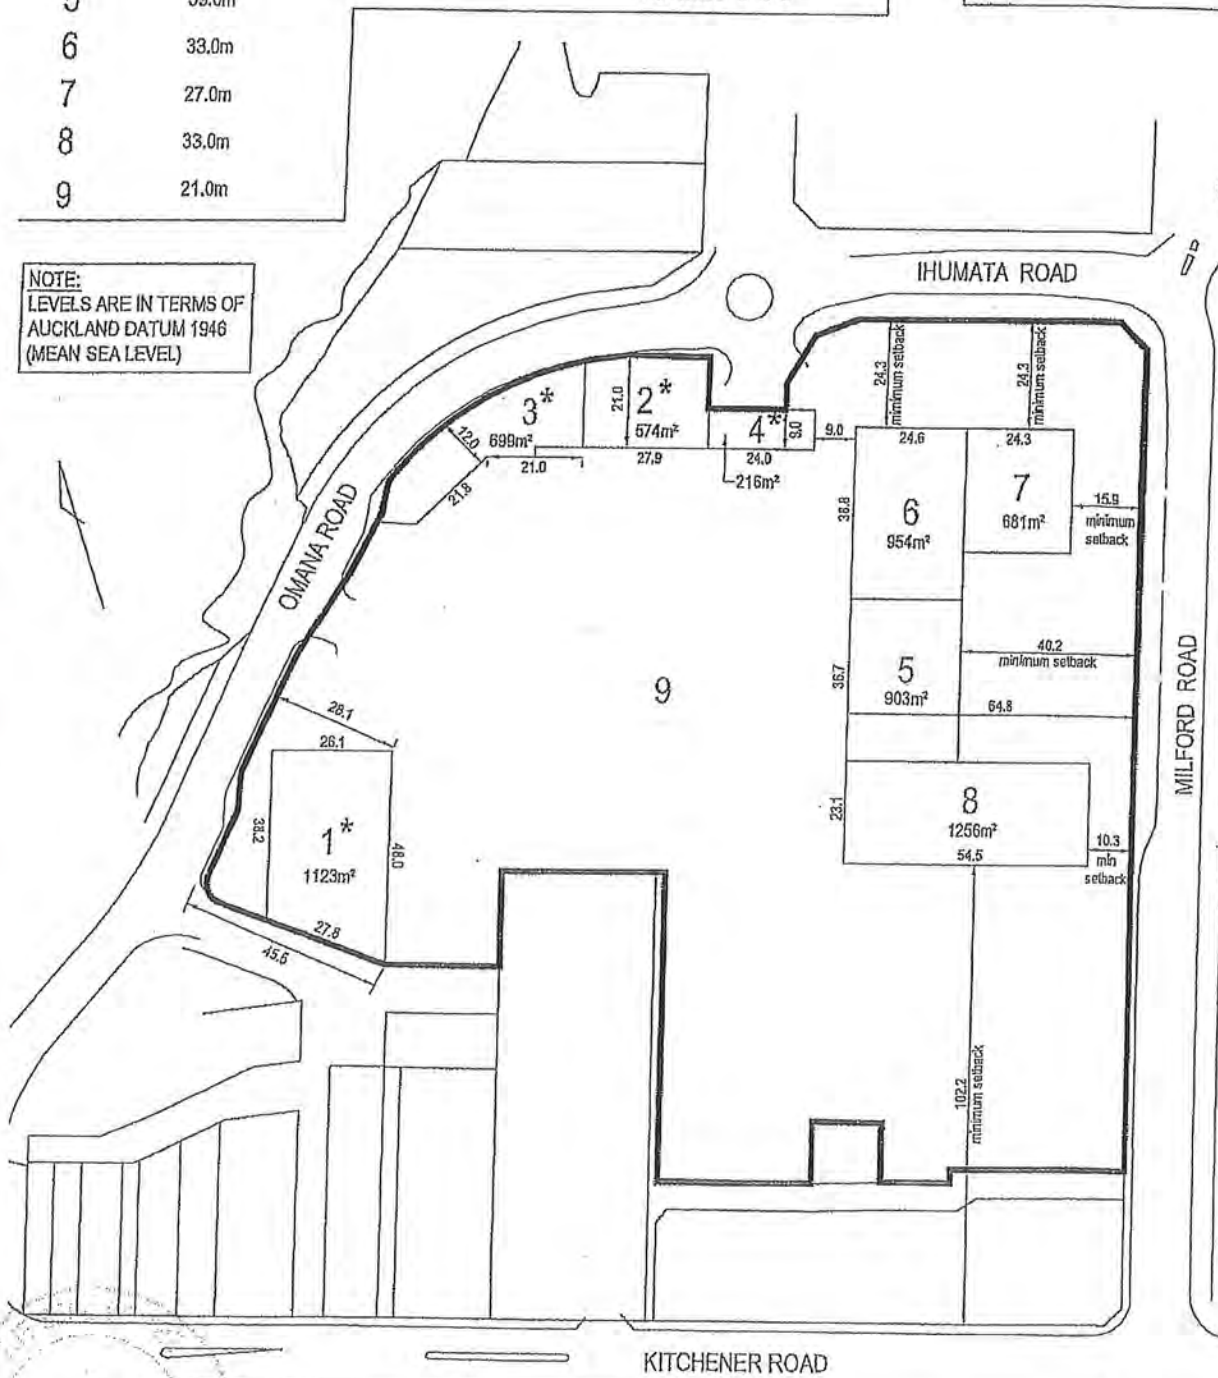 6 33.0m
7 27.0m
8 33.0m
9 21.0m
NOTE:
LEVELS ARE IN TERMS OF
AUCKLAND DATUM 1946
(MEAN SEA LEVEL)
IHUMATA ROAD
OMANA ROAD
MILFORD ROAD
KITCHENER ROAD
3*
699m²
12.0
21.0
21.8
2*
574m²
21.0
27.9
4*
9.0
24.0
216m²
9.0
24.3
minimum setback
24.3
minimum setback
24.6
24.3
6
954m²
38.8
7
681m²
15.9
minimum
setback
5
903m²
36.7
40.2
minimum setback
64.8
9
8
1256m²
54.5
23.1
10.3
min
setback
28.1
26.1
1*
1123m²
38.2
48.0
27.8
45.5
102.2
minimum setback